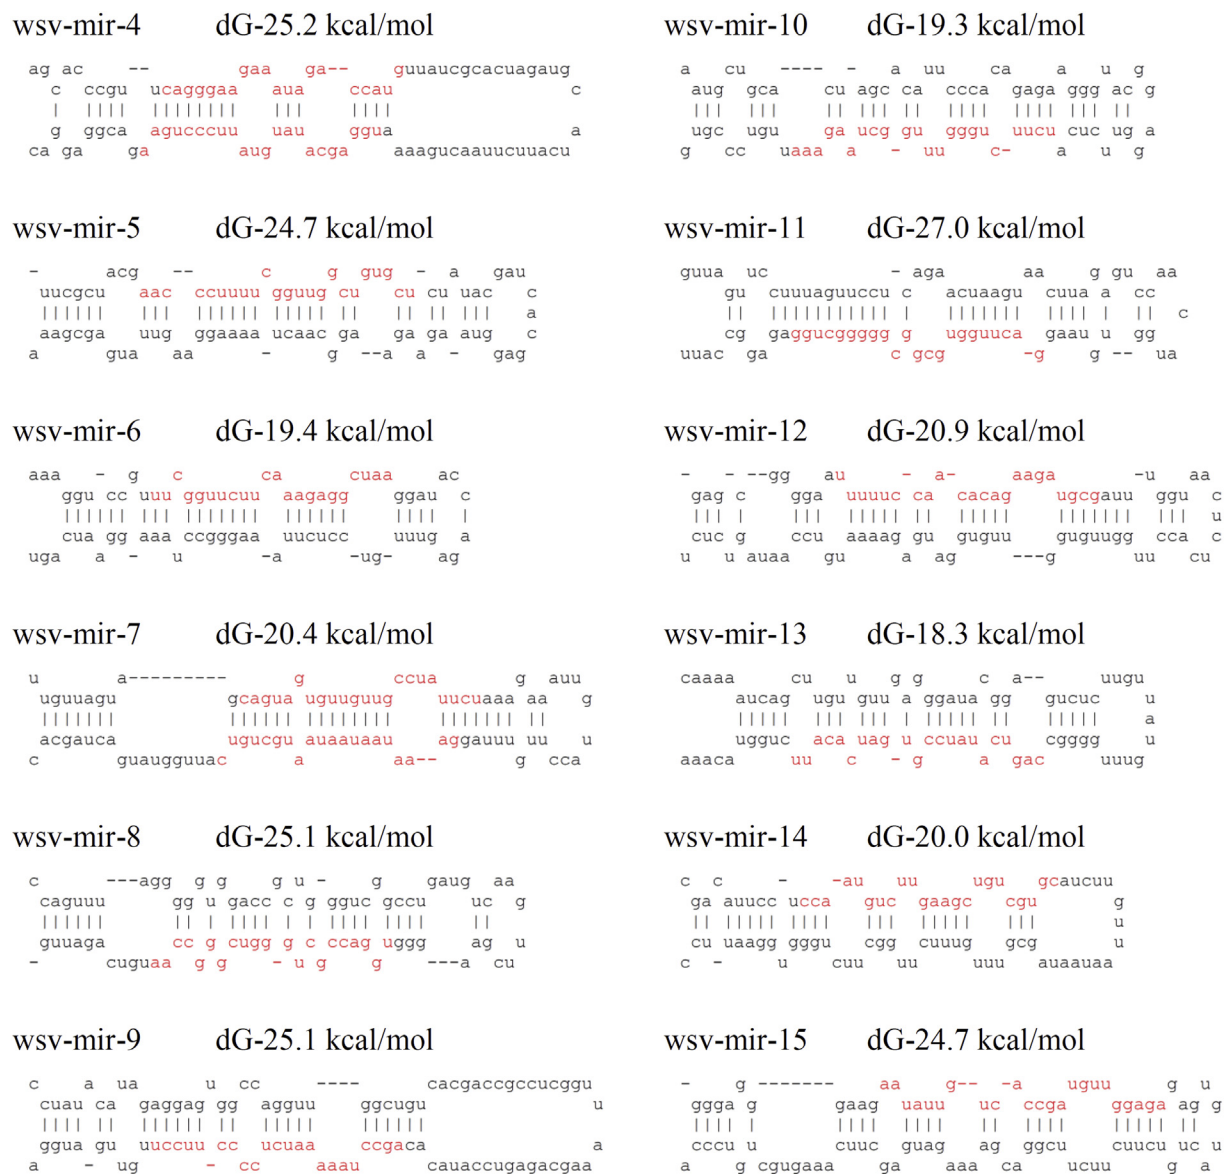 wsv-mir-4 dG-25.2 kcal/mol
ag ac -- gaa ga-- guuaucgcacuagaug
c ccgu ucagggaa aua ccau c
| |||| |||||||| ||| ||||
g ggca agucccuu uau ggua a
ca ga ga aug acga aaagucaauucuuacu
wsv-mir-5 dG-24.7 kcal/mol
- acg -- c g gug - a gau
uucgcu aac ccuuuu gguug cu cu cu uac c
|||||| ||| |||||| ||||| || || || ||| a
aagcga uug ggaaaa ucaac ga ga ga aug c
a gua aa - g --a a - gag
wsv-mir-6 dG-19.4 kcal/mol
aaa - g c ca cuaa ac
ggu ccu uuu gguucuu aagagg ggau c
|||||| ||| ||||||| |||||| |||| |
cua agg aaa ccgggaa uucucc uuug a
uga a - u -a -ug- ag
wsv-mir-7 dG-20.4 kcal/mol
u a--------- g ccua g auu
uguuagu gcagua uguuguug uucuaaa aa g
||||||| |||||| |||||||| ||||||| ||
acgauca ugucgu auaauaau aggauuu uu u
c guaugguuac a aa-- g cca
wsv-mir-8 dG-25.1 kcal/mol
c ---agg g g g u - g gaug aa
caguuu gg u gacc c g gguc gccu uc g
|||||| || | |||| | | |||| |||| ||
guuaga cc g cugg g c ccag uggg ag u
- cuguaa g g - u g g ---a cu
wsv-mir-9 dG-25.1 kcal/mol
c a ua u cc ---- cacgaccgccucggu
cuau ca gaggag gg agguu ggcugu u
|||| || |||||| || ||||| ||||||
ggua gu uuccuu cc ucuaa ccgaca a
a - ug - cc aaau cauaccugagacgaa
wsv-mir-10 dG-19.3 kcal/mol
a cu ---- - a uu ca a u g
aug gca cu agc ca ccca gaga ggg ac g
||| ||| || ||| || |||| |||| ||| ||
ugc ugu ga ucg gu gggu uucu cuc ug a
g cc uaaa a - uu c- a u g
wsv-mir-11 dG-27.0 kcal/mol
guua uc - aga aa g gu aa
gu cuuuaguuccu c acuaagu cuua a cc
|| ||||||||||| | ||||||| |||| | || c
cg gaggucggggg g ugguuca gaau u gg
uuac ga c gcg -g g -- ua
wsv-mir-12 dG-20.9 kcal/mol
- - --gg au - a- aaga -u aa
gag c gga uuuuc ca cacag ugcgauu ggu c
||| | ||| ||||| || ||||| ||||||| ||| u
cuc g ccu aaaag gu guguu guguugg cca c
u u auaa gu a ag ---g uu cu
wsv-mir-13 dG-18.3 kcal/mol
caaaa cu u g g c a-- uugu
aucag ugu guu a ggaua gg gucuc u
||||| ||| ||| | ||||| || ||||| a
ugguc aca uag u ccuau cu cgggg u
aaaca uu c - g a gac uuug
wsv-mir-14 dG-20.0 kcal/mol
c c - -au uu ugu gcaucuu
ga auuccu cca guc gaagc cgu g
|| |||||| |||| ||| ||||| ||| u
cu uaagg gggu cgg cuuug gcg u
c - u cuu uu uuu auaauaa
wsv-mir-15 dG-24.7 kcal/mol
- g ------- aa g-- -a uguu g u
ggga g gaag uauu uc ccga ggaga ag g
|||| | |||| |||| || |||| ||||| ||
cccu u cuuc guag ag ggcu cuucu uc u
a g cgugaaa ga aaa ca ucuu g a